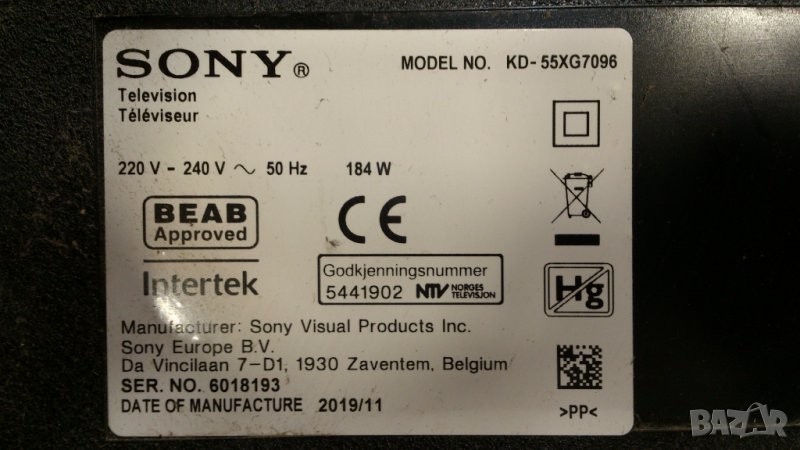 SONY® MODEL NO. KD-55XG7096
Television
Téléviseur
220 V - 240 V ~ 50 Hz 184 W
BEAB
Approved
CE
Intertek
Godkjenningsnummer
5441902 NTV NORGES TELEVISJON
Hg
Manufacturer: Sony Visual Products Inc.
Sony Europe B.V.
Da Vincilaan 7-D1, 1930 Zaventem, Belgium
SER. NO. 6018193
DATE OF MANUFACTURE 2019/11
>PP<
BAZAR